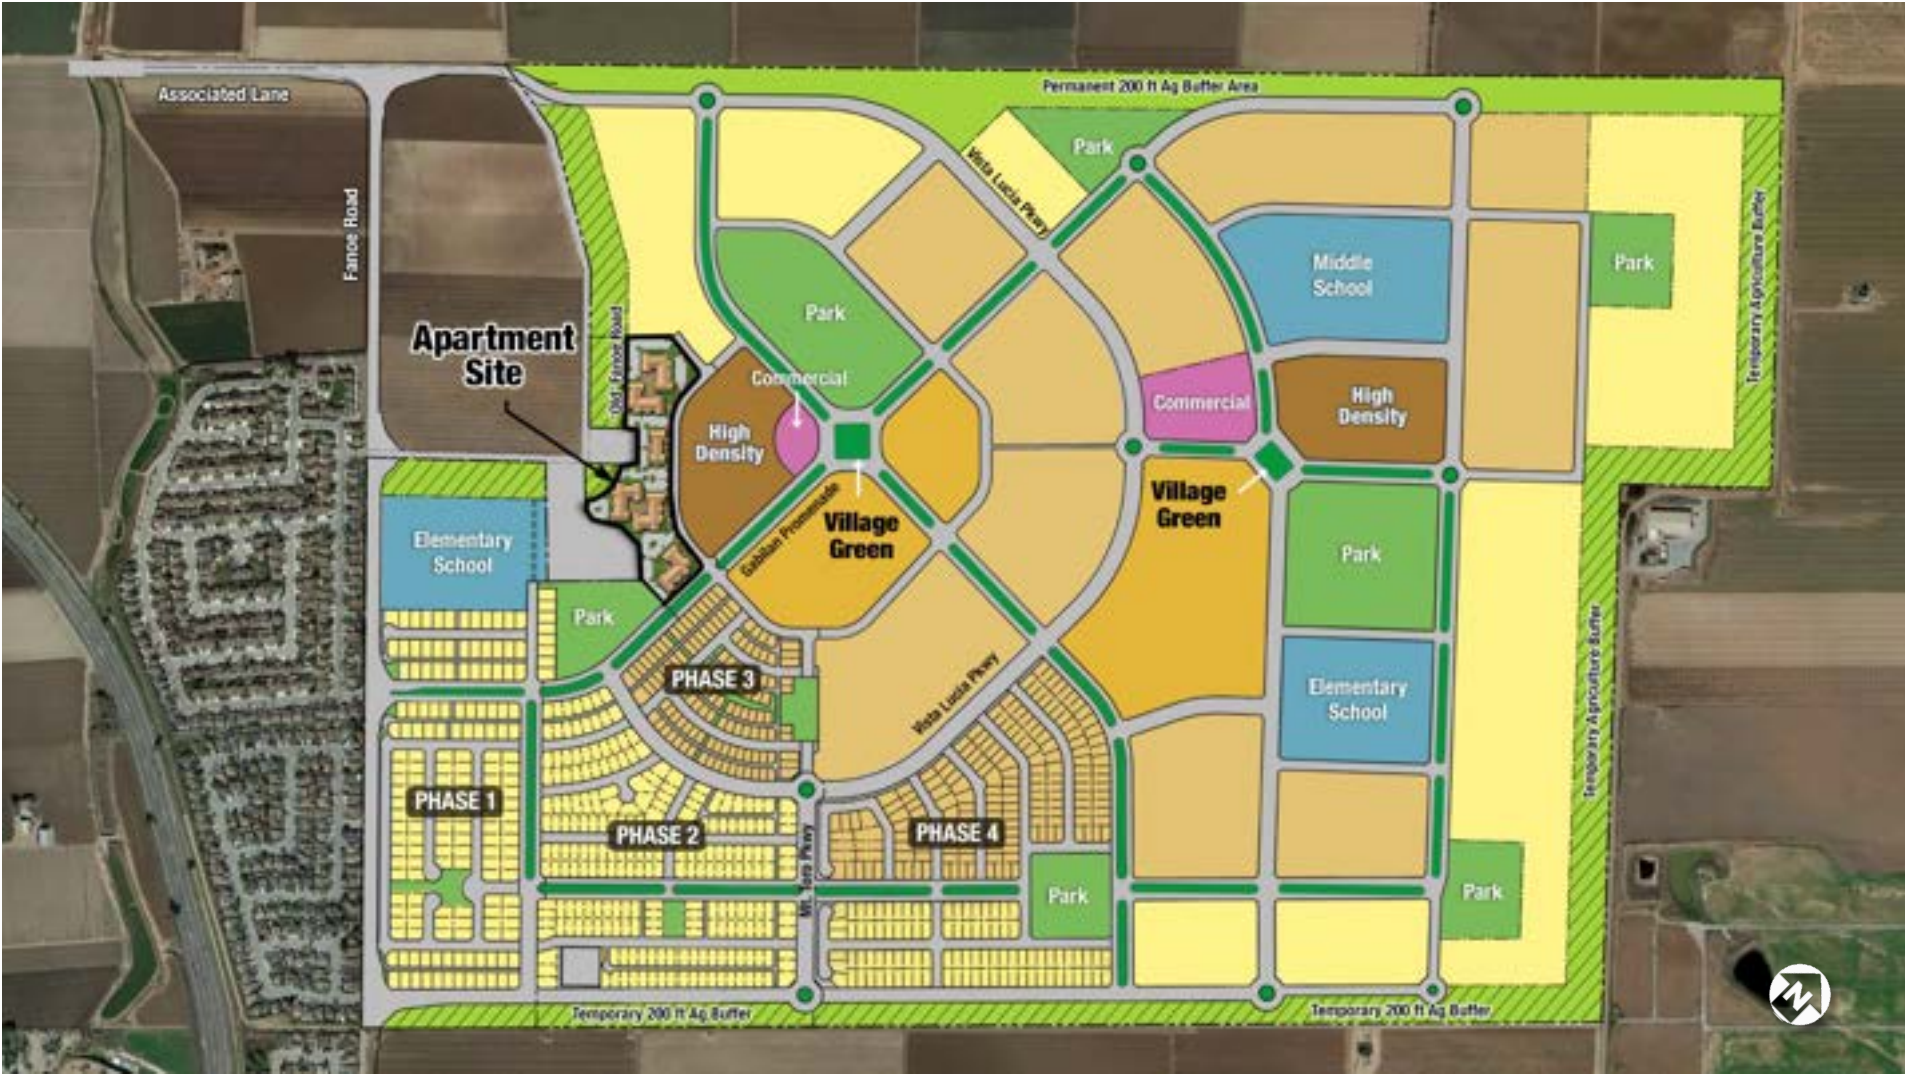 Associated Lane
Permanent 200 ft Ag Buffer Area
Park
Vista Lucia Pkwy
Fanoe Road
Middle
School
Park
Temporary Agriculture Buffer
Park
Apartment
Site
Old Fanoe Road
Commercial
Commercial
High
Density
High
Density
Village
Green
Gabilan Promenade
Village
Green
Elementary
School
Park
Park
PHASE 3
Vista Lucia Pkwy
Elementary
School
Temporary Agriculture Buffer
PHASE 1
PHASE 2
PHASE 4
Mt. Toro Pkwy
Park
Park
Temporary 200 ft Ag Buffer
Temporary 200 ft Ag Buffer
N